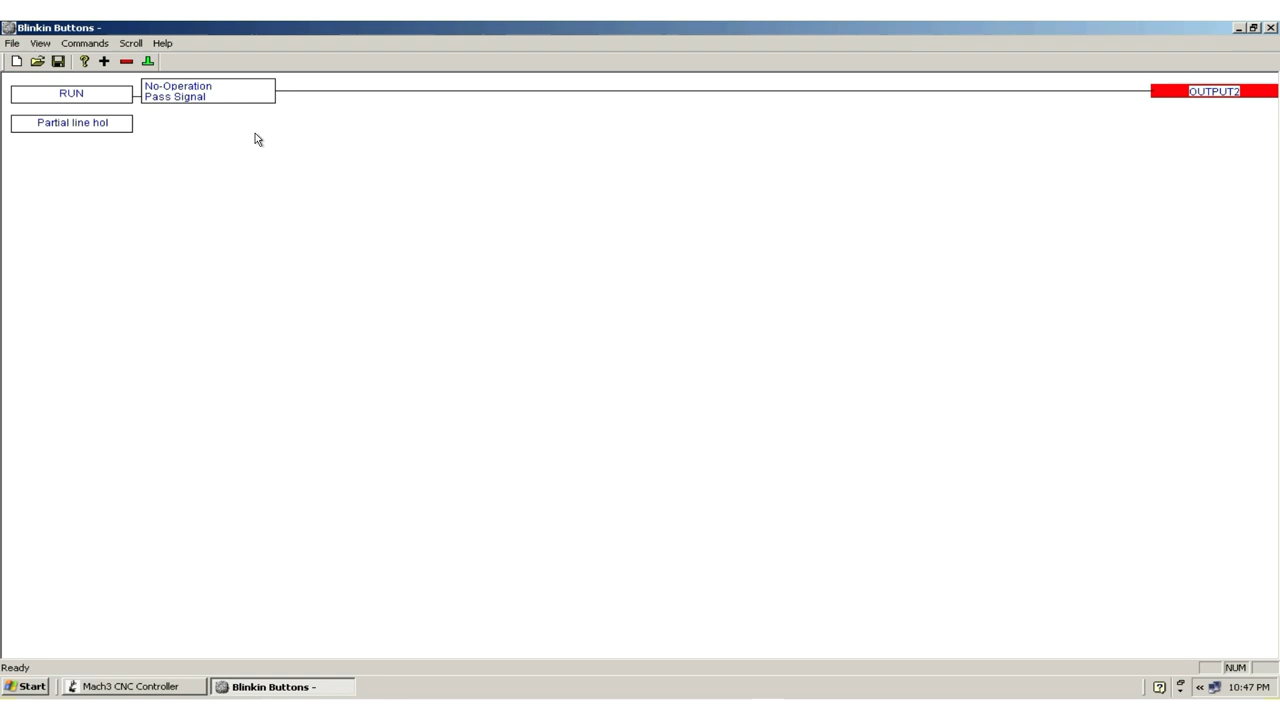 Blinkin Buttons -
File View Commands Scroll Help
RUN
No-Operation
Pass Signal
OUTPUT2
Partial line hol
Ready
NUM
Start
Mach3 CNC Controller
Blinkin Buttons -
10:47 PM